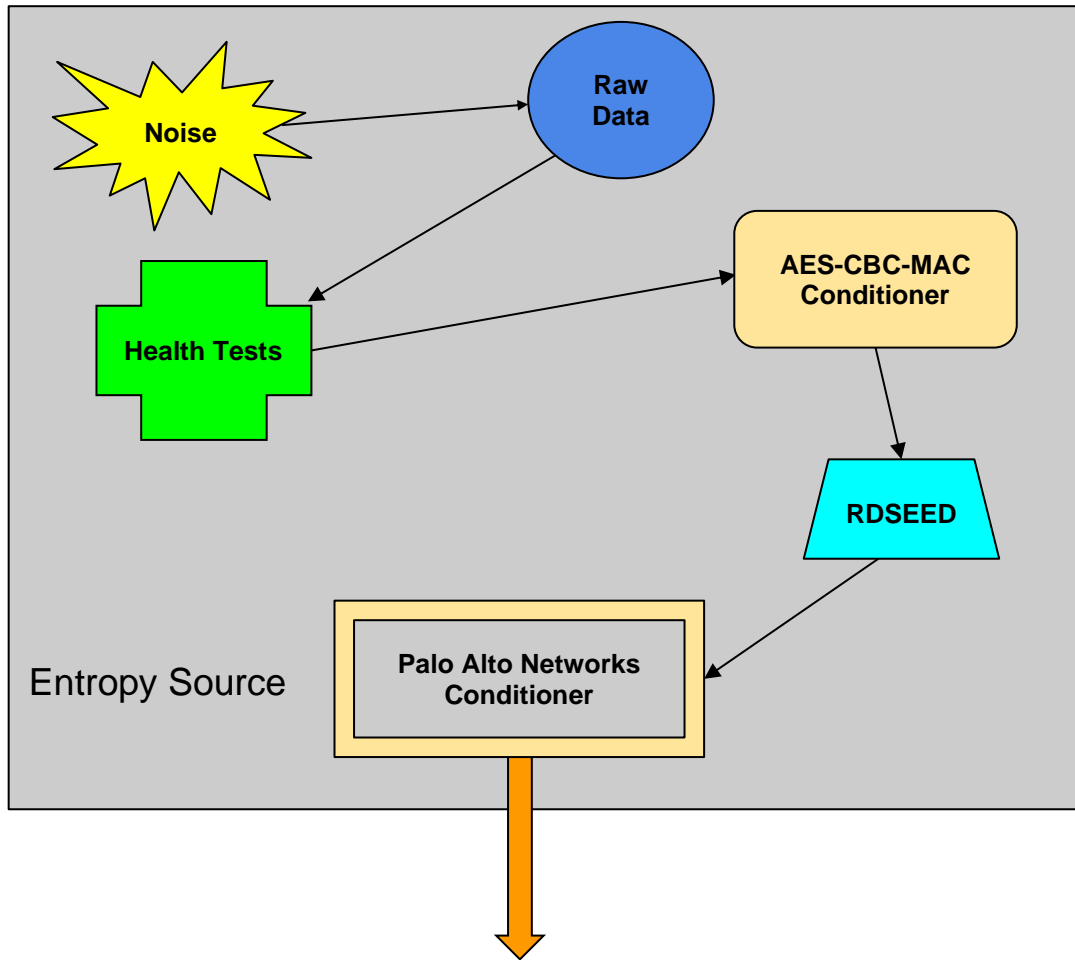 Noise
Raw
Data
Health Tests
AES-CBC-MAC
Conditioner
RDSEED
Palo Alto Networks
Conditioner
Entropy Source